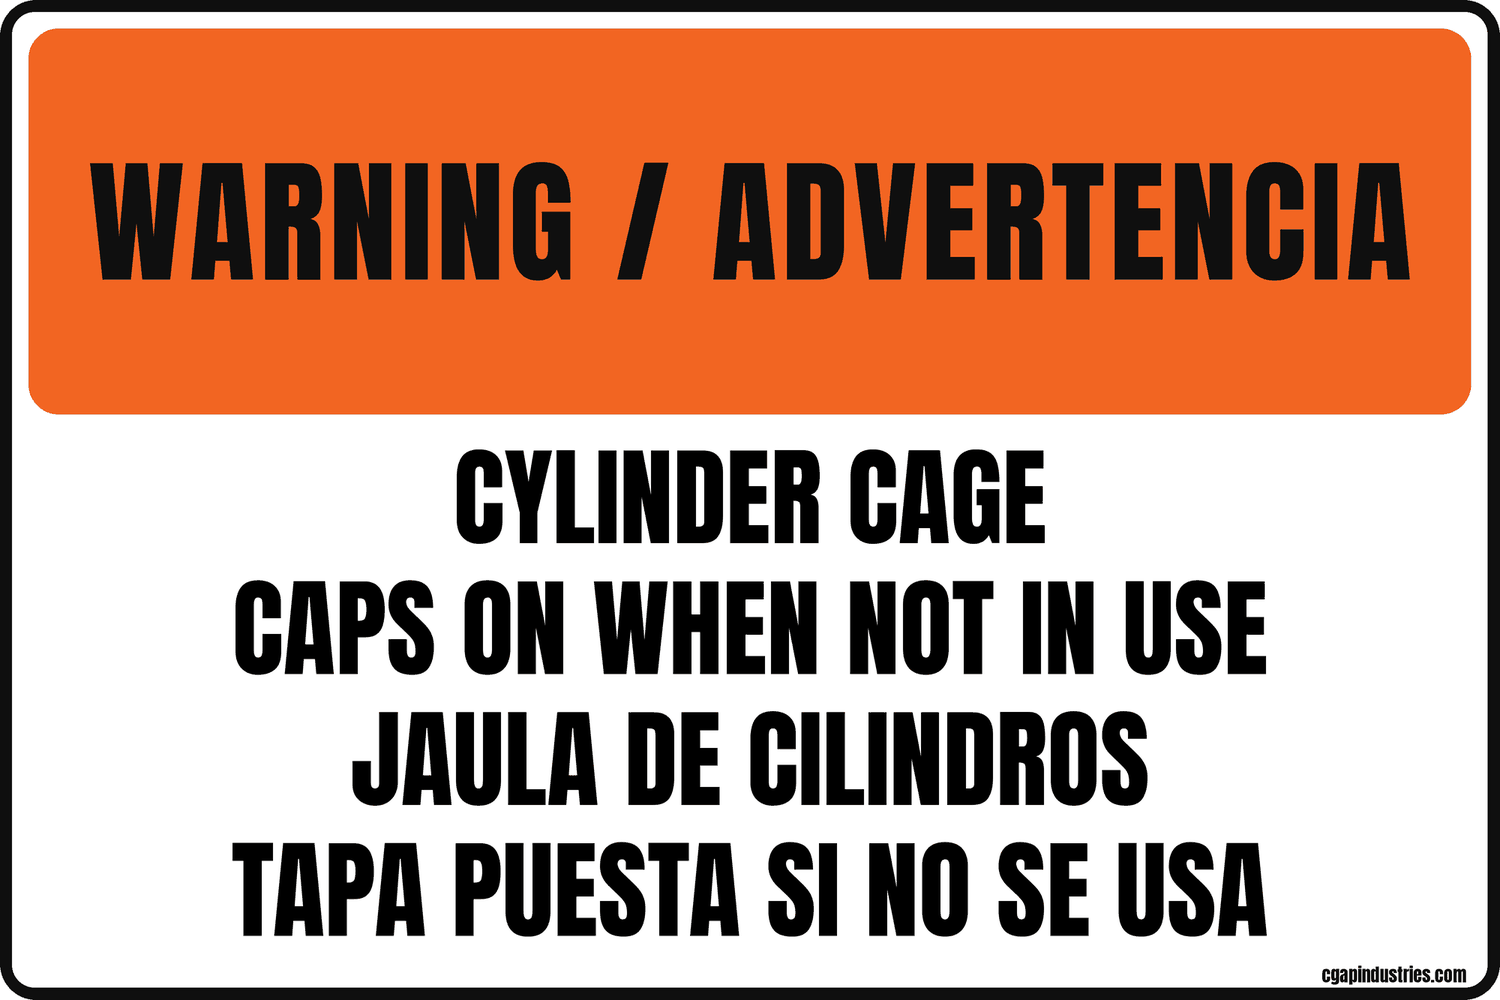 WARNING / ADVERTENCIA
CYLINDER CAGE
CAPS ON WHEN NOT IN USE
JAULA DE CILINDROS
TAPA PUESTA SI NO SE USA
cgapindustries.com